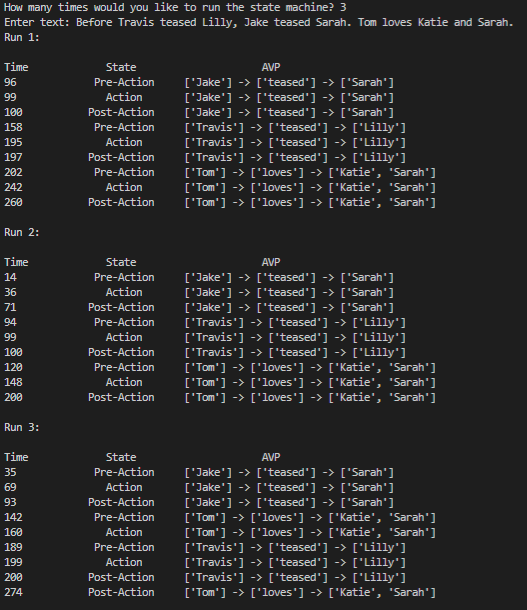 How many times would you like to run the state machine? 3
Enter text: Before Travis teased Lilly, Jake teased Sarah. Tom loves Katie and Sarah.
Run 1:
Time State AVP
96 Pre-Action ['Jake'] -> ['teased'] -> ['Sarah']
99 Action ['Jake'] -> ['teased'] -> ['Sarah']
100 Post-Action ['Jake'] -> ['teased'] -> ['Sarah']
158 Pre-Action ['Travis'] -> ['teased'] -> ['Lilly']
195 Action ['Travis'] -> ['teased'] -> ['Lilly']
197 Post-Action ['Travis'] -> ['teased'] -> ['Lilly']
202 Pre-Action ['Tom'] -> ['loves'] -> ['Katie', 'Sarah']
242 Action ['Tom'] -> ['loves'] -> ['Katie', 'Sarah']
260 Post-Action ['Tom'] -> ['loves'] -> ['Katie', 'Sarah']
Run 2:
Time State AVP
14 Pre-Action ['Jake'] -> ['teased'] -> ['Sarah']
36 Action ['Jake'] -> ['teased'] -> ['Sarah']
71 Post-Action ['Jake'] -> ['teased'] -> ['Sarah']
94 Pre-Action ['Travis'] -> ['teased'] -> ['Lilly']
99 Action ['Travis'] -> ['teased'] -> ['Lilly']
100 Post-Action ['Travis'] -> ['teased'] -> ['Lilly']
120 Pre-Action ['Tom'] -> ['loves'] -> ['Katie', 'Sarah']
148 Action ['Tom'] -> ['loves'] -> ['Katie', 'Sarah']
200 Post-Action ['Tom'] -> ['loves'] -> ['Katie', 'Sarah']
Run 3:
Time State AVP
35 Pre-Action ['Jake'] -> ['teased'] -> ['Sarah']
69 Action ['Jake'] -> ['teased'] -> ['Sarah']
93 Post-Action ['Jake'] -> ['teased'] -> ['Sarah']
142 Pre-Action ['Tom'] -> ['loves'] -> ['Katie', 'Sarah']
160 Action ['Tom'] -> ['loves'] -> ['Katie', 'Sarah']
189 Pre-Action ['Travis'] -> ['teased'] -> ['Lilly']
199 Action ['Travis'] -> ['teased'] -> ['Lilly']
200 Post-Action ['Travis'] -> ['teased'] -> ['Lilly']
274 Post-Action ['Tom'] -> ['loves'] -> ['Katie', 'Sarah']